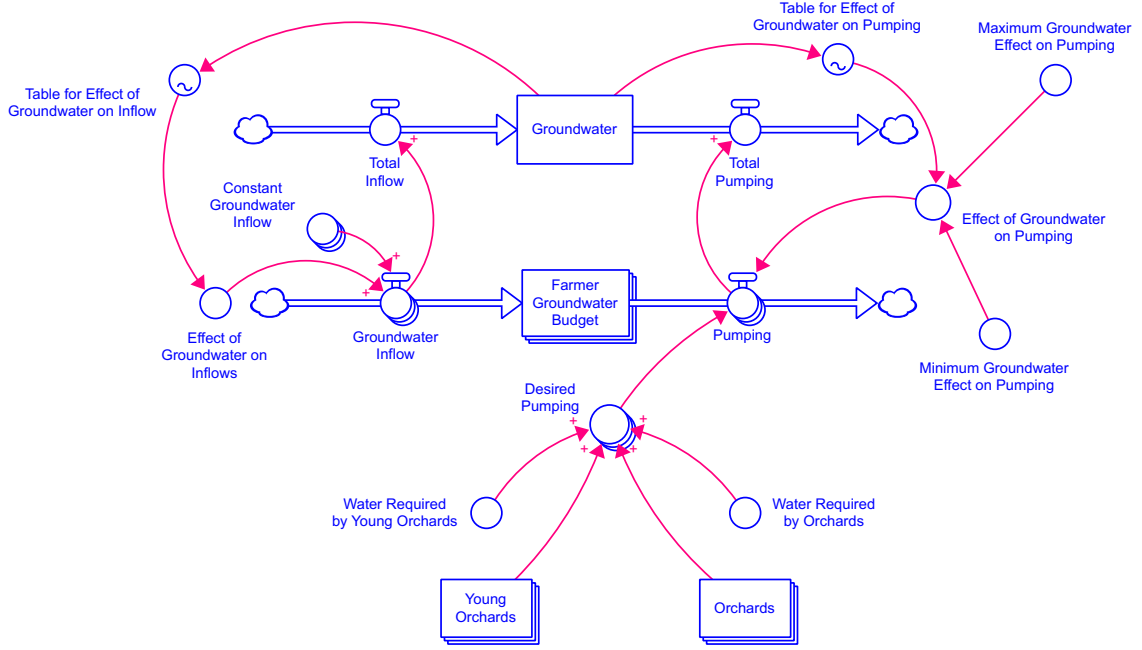 Table for Effect of
Groundwater on Pumping
Maximum Groundwater
Effect on Pumping
Table for Effect of
Groundwater on Inflow
Groundwater
+
+
Total
Inflow
Total
Pumping
Constant
Groundwater
Inflow
Effect of Groundwater
on Pumping
+
+
Farmer
Groundwater
Budget
Effect of
Groundwater on
Inflows
Groundwater
Inflow
Pumping
Minimum Groundwater
Effect on Pumping
Desired
Pumping
+
+
+
+
Water Required
by Young Orchards
Water Required
by Orchards
Young
Orchards
Orchards